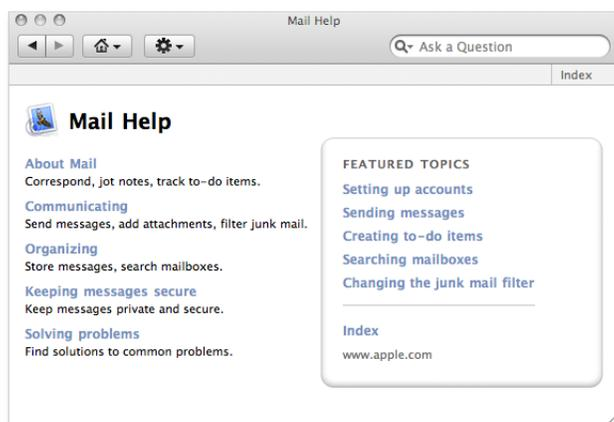 Mail Help
Ask a Question
Index
Mail Help
About Mail
Correspond, jot notes, track to-do items.
Communicating
Send messages, add attachments, filter junk mail.
Organizing
Store messages, search mailboxes.
Keeping messages secure
Keep messages private and secure.
Solving problems
Find solutions to common problems.
FEATURED TOPICS
Setting up accounts
Sending messages
Creating to-do items
Searching mailboxes
Changing the junk mail filter
Index
www.apple.com